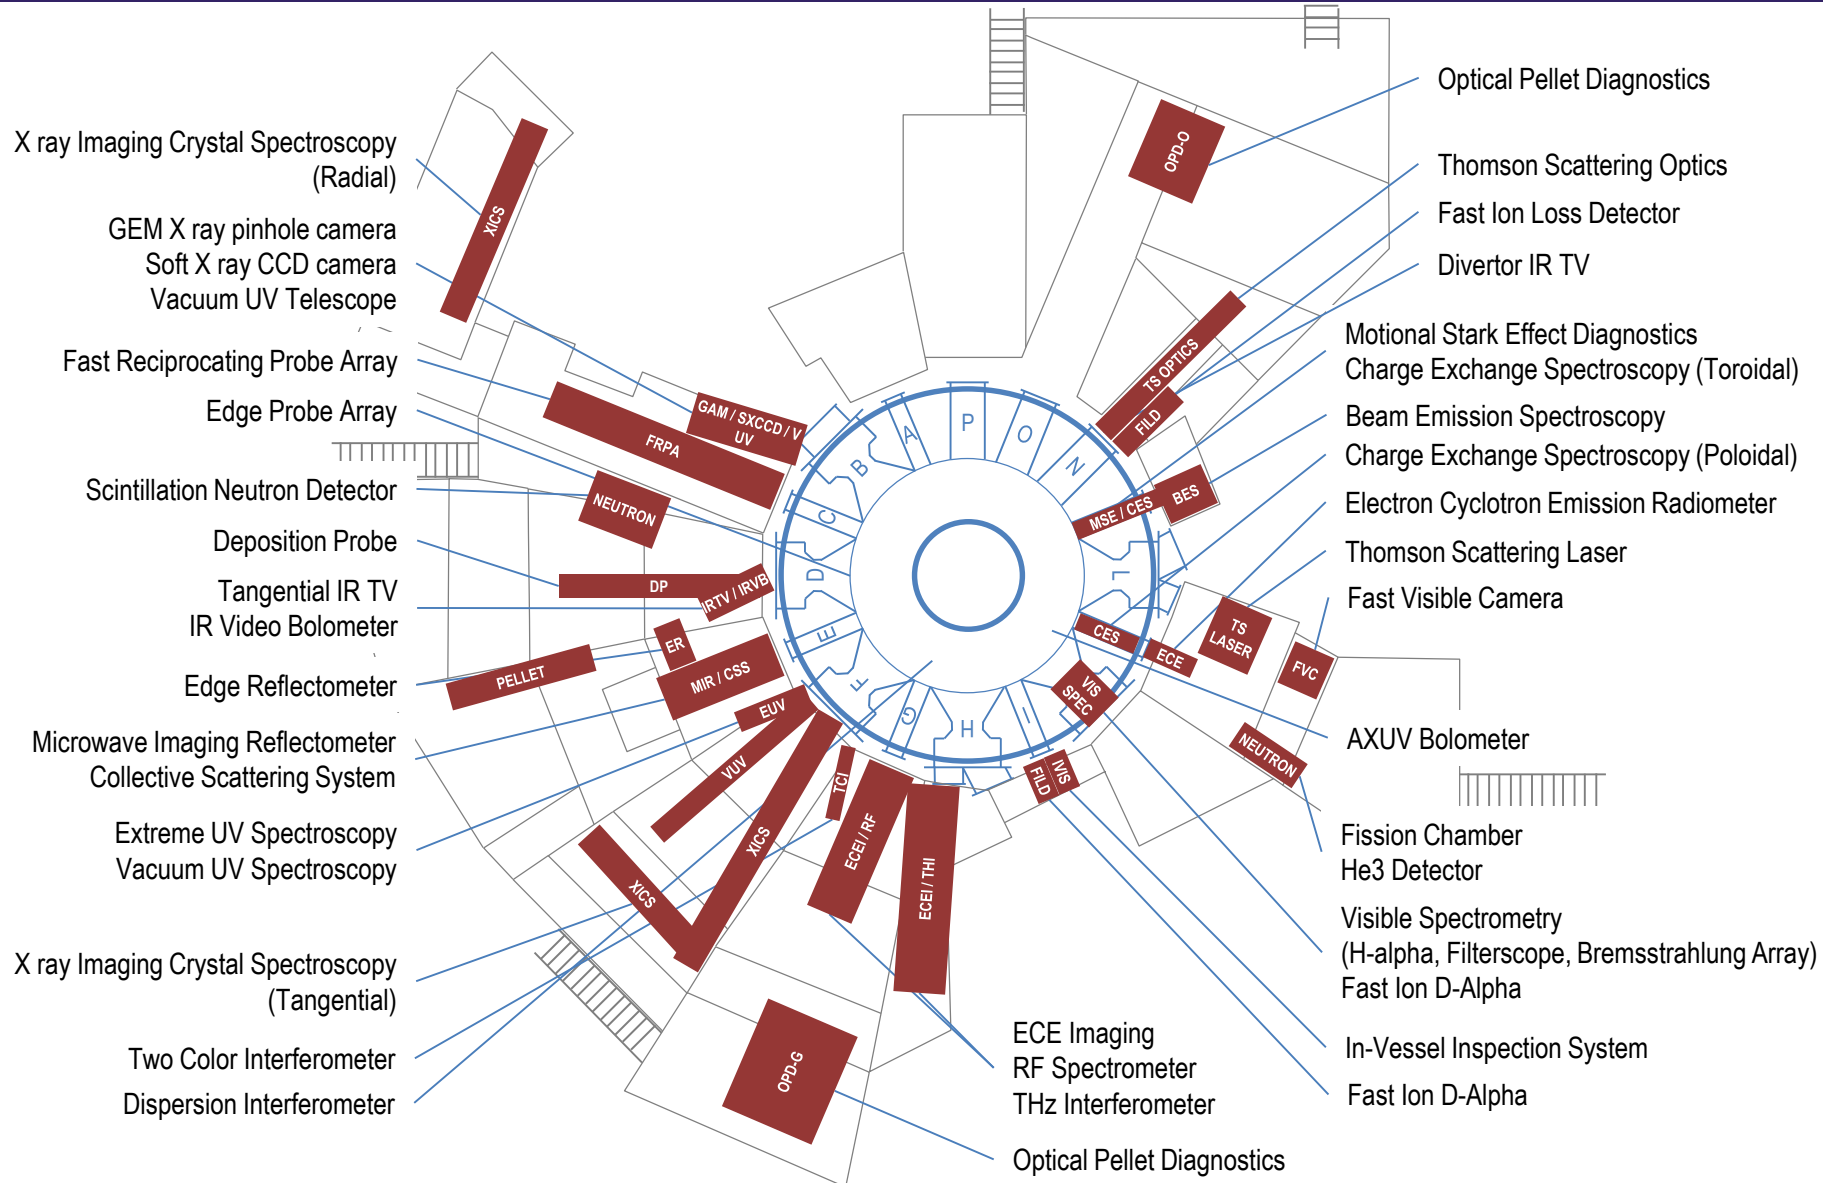 X ray Imaging Crystal Spectroscopy
(Radial)
GEM X ray pinhole camera
Soft X ray CCD camera
Vacuum UV Telescope
Fast Reciprocating Probe Array
Edge Probe Array
Scintillation Neutron Detector
Deposition Probe
Tangential IR TV
IR Video Bolometer
Edge Reflectometer
Microwave Imaging Reflectometer
Collective Scattering System
Extreme UV Spectroscopy
Vacuum UV Spectroscopy
X ray Imaging Crystal Spectroscopy
(Tangential)
Two Color Interferometer
Dispersion Interferometer
XICS
GAM / SXCCD / V
UV
FRPA
NEUTRON
DP
IRTV / IRVB
ER
PELLET
MIR / CSS
EUV
VUV
XICS
XICS
TCI
ECEI / RF
ECEI / THI
OPD-G
A
B
C
D
E
F
G
H
I
L
N
O
P
OPD-O
TS OPTICS
FILD
MSE / CES
BES
CES
ECE
TS
LASER
FVC
VIS
SPEC
NEUTRON
FILD
IVIS
Optical Pellet Diagnostics
Thomson Scattering Optics
Fast Ion Loss Detector
Divertor IR TV
Motional Stark Effect Diagnostics
Charge Exchange Spectroscopy (Toroidal)
Beam Emission Spectroscopy
Charge Exchange Spectroscopy (Poloidal)
Electron Cyclotron Emission Radiometer
Thomson Scattering Laser
Fast Visible Camera
AXUV Bolometer
Fission Chamber
He3 Detector
Visible Spectrometry
(H-alpha, Filterscope, Bremsstrahlung Array)
Fast Ion D-Alpha
In-Vessel Inspection System
Fast Ion D-Alpha
ECE Imaging
RF Spectrometer
THz Interferometer
Optical Pellet Diagnostics